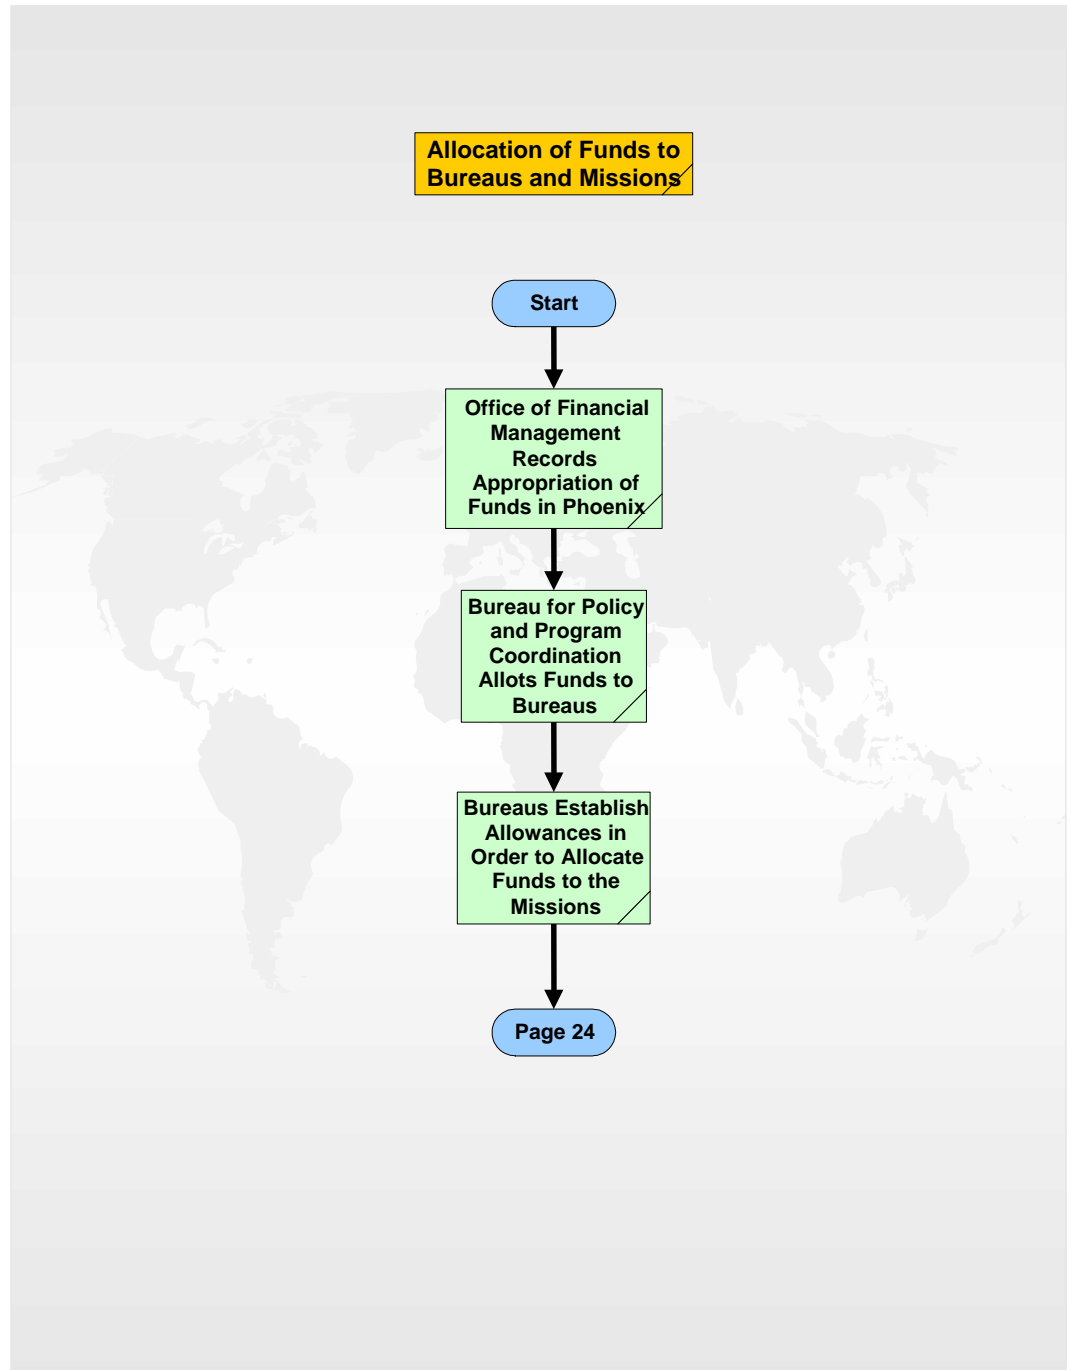 Allocation of Funds to
Bureaus and Missions
Start
Office of Financial
Management
Records
Appropriation of
Funds in Phoenix
Bureau for Policy
and Program
Coordination
Allots Funds to
Bureaus
Bureaus Establish
Allowances in
Order to Allocate
Funds to the
Missions
Page 24